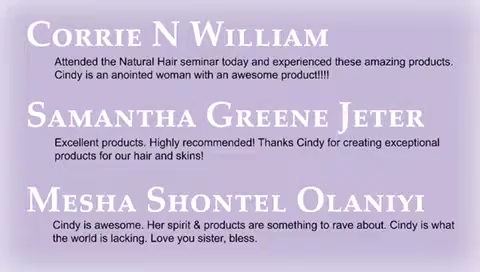 Corrie N William
Attended the Natural Hair seminar today and experienced these amazing products.
Cindy is an anointed woman with an awesome product!!!!
Samantha Greene Jeter
Excellent products. Highly recommended! Thanks Cindy for creating exceptional
products for our hair and skins!
Mesha Shontel Olaniyi
Cindy is awesome. Her spirit & products are something to rave about. Cindy is what
the world is lacking. Love you sister, bless.